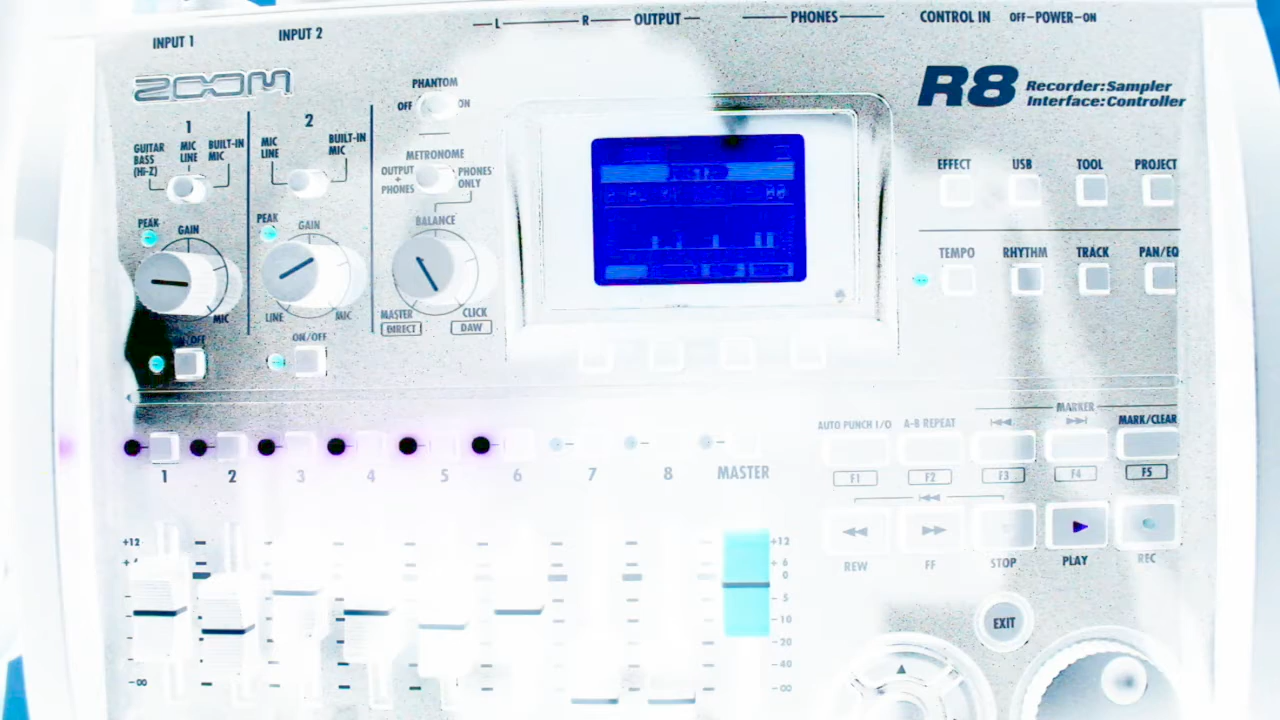 L R OUTPUT PHONES CONTROL IN OFF-POWER-ON
INPUT 1 INPUT 2
ZOOM
R8 Recorder:Sampler
Interface:Controller
PHANTOM
OFF ON
1 2
GUITAR
BASS
(Hi-Z)
MIC
LINE
BUILT-IN
MIC
MIC
LINE
BUILT-IN
MIC
METRONOME
OUTPUT
+
PHONES
PHONES
ONLY
EFFECT USB TOOL PROJECT
PEAK GAIN
PEAK GAIN
BALANCE
TEMPO RHYTHM TRACK PAN/EQ
MIC
LINE MIC
MASTER CLICK
DIRECT DAW
ON/OFF
MARKER
AUTO PUNCH I/O A-B REPEAT MARK/CLEAR
1 2 3 4 5 6 7 8 MASTER
F1 F2 F3 F4 F5
+12
-∞
+12
+6
0
-5
-10
-20
-40
-∞
REW FF STOP PLAY REC
EXIT